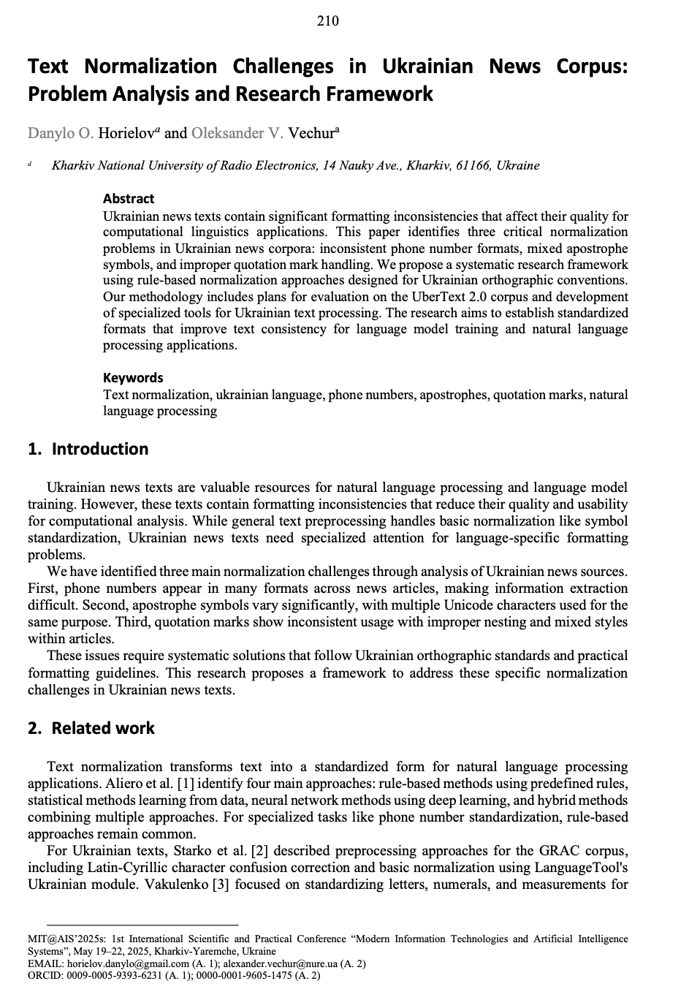 210
Text Normalization Challenges in Ukrainian News Corpus:
Problem Analysis and Research Framework
Danylo O. Horielovᵃ and Oleksander V. Vechurᵃ
ᵈ Kharkiv National University of Radio Electronics, 14 Nauky Ave., Kharkiv, 61166, Ukraine
Abstract
Ukrainian news texts contain significant formatting inconsistencies that affect their quality for
computational linguistics applications. This paper identifies three critical normalization
problems in Ukrainian news corpora: inconsistent phone number formats, mixed apostrophe
symbols, and improper quotation mark handling. We propose a systematic research framework
using rule-based normalization approaches designed for Ukrainian orthographic conventions.
Our methodology includes plans for evaluation on the UberText 2.0 corpus and development
of specialized tools for Ukrainian text processing. The research aims to establish standardized
formats that improve text consistency for language model training and natural language
processing applications.
Keywords
Text normalization, ukrainian language, phone numbers, apostrophes, quotation marks, natural
language processing
1. Introduction
Ukrainian news texts are valuable resources for natural language processing and language model
training. However, these texts contain formatting inconsistencies that reduce their quality and usability
for computational analysis. While general text preprocessing handles basic normalization like symbol
standardization, Ukrainian news texts need specialized attention for language-specific formatting
problems.
We have identified three main normalization challenges through analysis of Ukrainian news sources.
First, phone numbers appear in many formats across news articles, making information extraction
difficult. Second, apostrophe symbols vary significantly, with multiple Unicode characters used for the
same purpose. Third, quotation marks show inconsistent usage with improper nesting and mixed styles
within articles.
These issues require systematic solutions that follow Ukrainian orthographic standards and practical
formatting guidelines. This research proposes a framework to address these specific normalization
challenges in Ukrainian news texts.
2. Related work
Text normalization transforms text into a standardized form for natural language processing
applications. Aliero et al. [1] identify four main approaches: rule-based methods using predefined rules,
statistical methods learning from data, neural network methods using deep learning, and hybrid methods
combining multiple approaches. For specialized tasks like phone number standardization, rule-based
approaches remain common.
For Ukrainian texts, Starko et al. [2] described preprocessing approaches for the GRAC corpus,
including Latin-Cyrillic character confusion correction and basic normalization using LanguageTool's
Ukrainian module. Vakulenko [3] focused on standardizing letters, numerals, and measurements for
MIT@AIS’2025s: 1st International Scientific and Practical Conference “Modern Information Technologies and Artificial Intelligence
Systems”, May 19–22, 2025, Kharkiv-Yaremche, Ukraine
EMAIL: horielov.danylo@gmail.com (A. 1); alexander.vechur@nure.ua (A. 2)
ORCID: 0009-0005-9393-6231 (A. 1); 0000-0001-9605-1475 (A. 2)